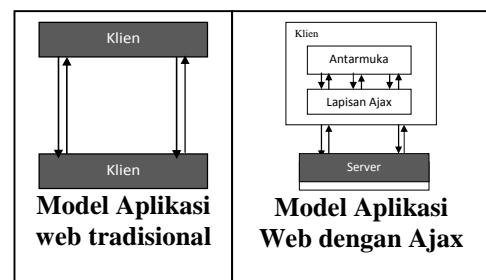 Klien
Klien
Model Aplikasi
web tradisional
Klien
Antarmuka
Lapisan Ajax
Server
Model Aplikasi
Web dengan Ajax